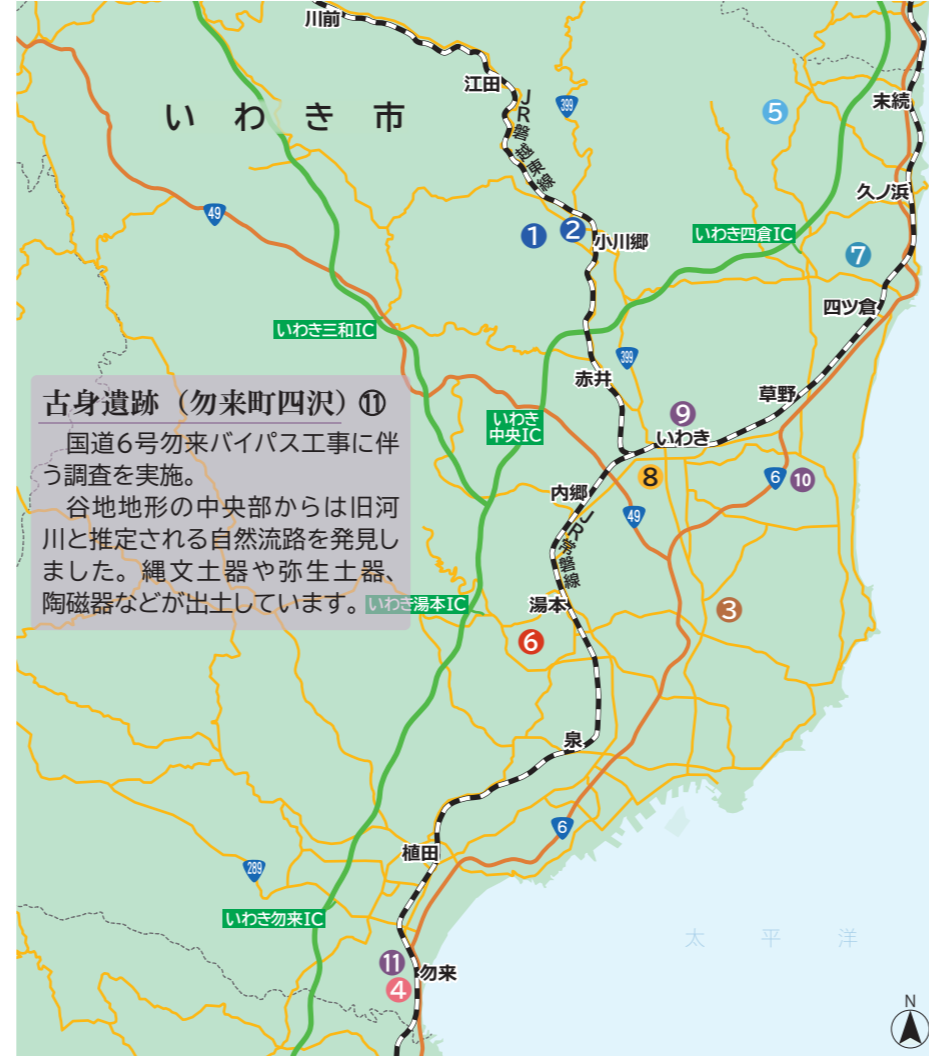 川前
江田
JR磐越東線
399
⑤
末続
いわき市
久ノ浜
49
①
②
小川郷
いわき四倉IC
⑦
四ツ倉
いわき三和IC
399
赤井
古身遺跡（勿来町四沢）⑪
国道6号勿来バイパス工事に伴
う調査を実施。
谷地地形の中央部からは旧河
川と推定される自然流路を発見し
ました。縄文土器や弥生土器、
陶磁器などが出土しています。
いわき
中央IC
草野
⑨
いわき
⑧
6
⑩
内郷
49
JR常磐線
いわき湯本IC
湯本
③
⑥
泉
6
植田
289
いわき勿来IC
太平洋
⑪
勿来
④
N